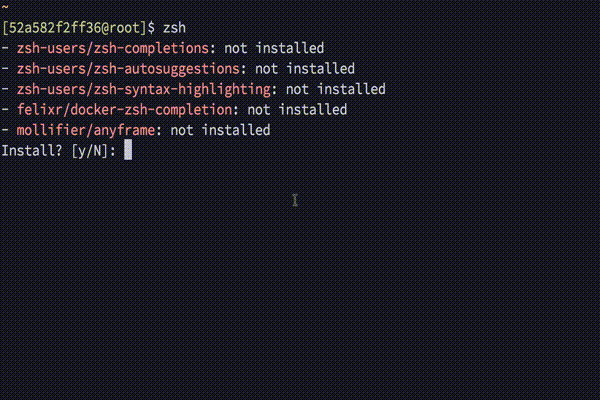 ~
[52a582f2ff36@root]$ zsh
- zsh-users/zsh-completions: not installed
- zsh-users/zsh-autosuggestions: not installed
- zsh-users/zsh-syntax-highlighting: not installed
- felixr/docker-zsh-completion: not installed
- mollifier/anyframe: not installed
Install? [y/N]: